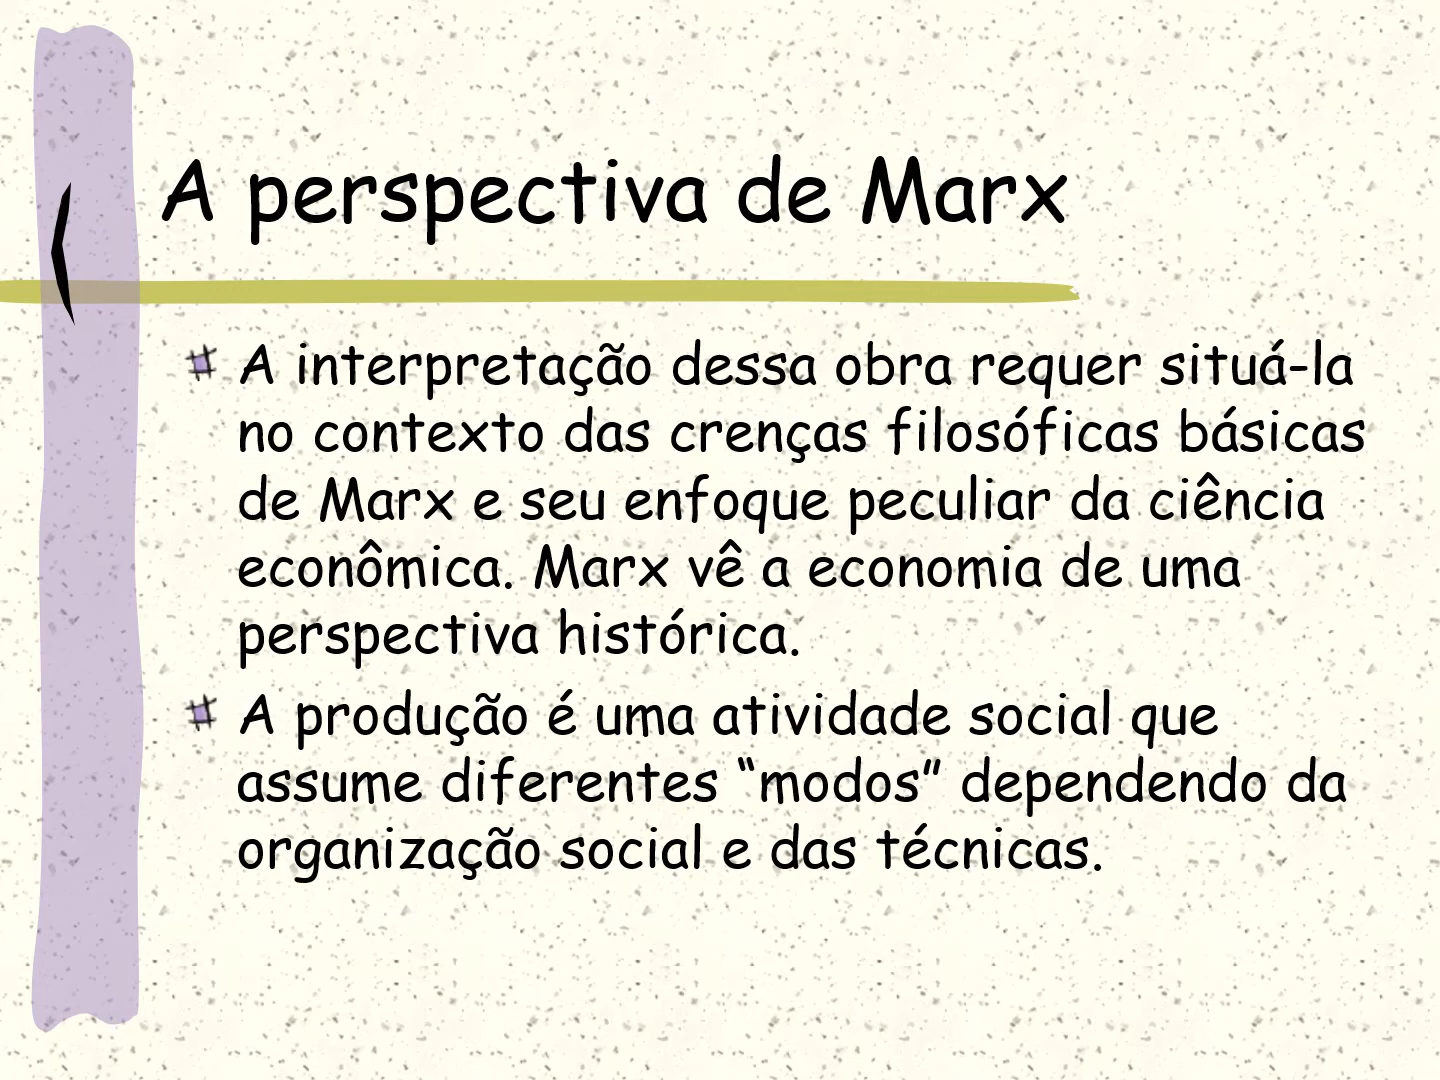 A perspectiva de Marx
A interpretação dessa obra requer situá-la
no contexto das crenças filosóficas básicas
de Marx e seu enfoque peculiar da ciência
econômica. Marx vê a economia de uma
perspectiva histórica.
A produção é uma atividade social que
assume diferentes “modos” dependendo da
organização social e das técnicas.